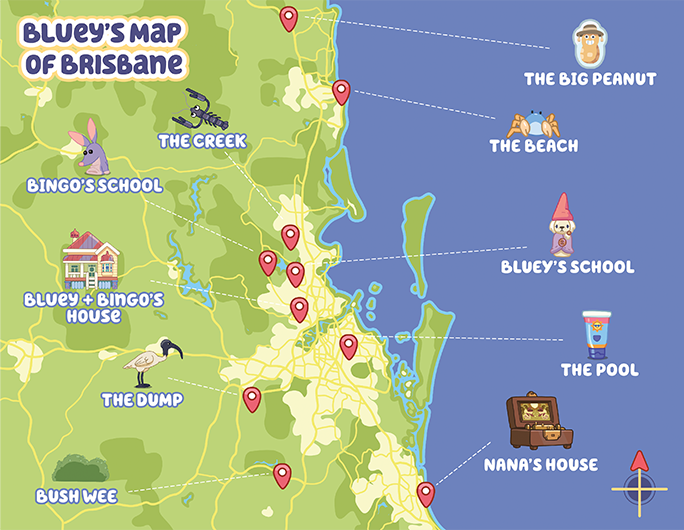 BLUEY'S MAP
OF BRISBANE
THE BIG PEANUT
THE CREEK
THE BEACH
BINGO'S SCHOOL
BLUEY'S SCHOOL
BLUEY + BINGO'S
HOUSE
THE POOL
THE DUMP
NANA'S HOUSE
BUSH WEE